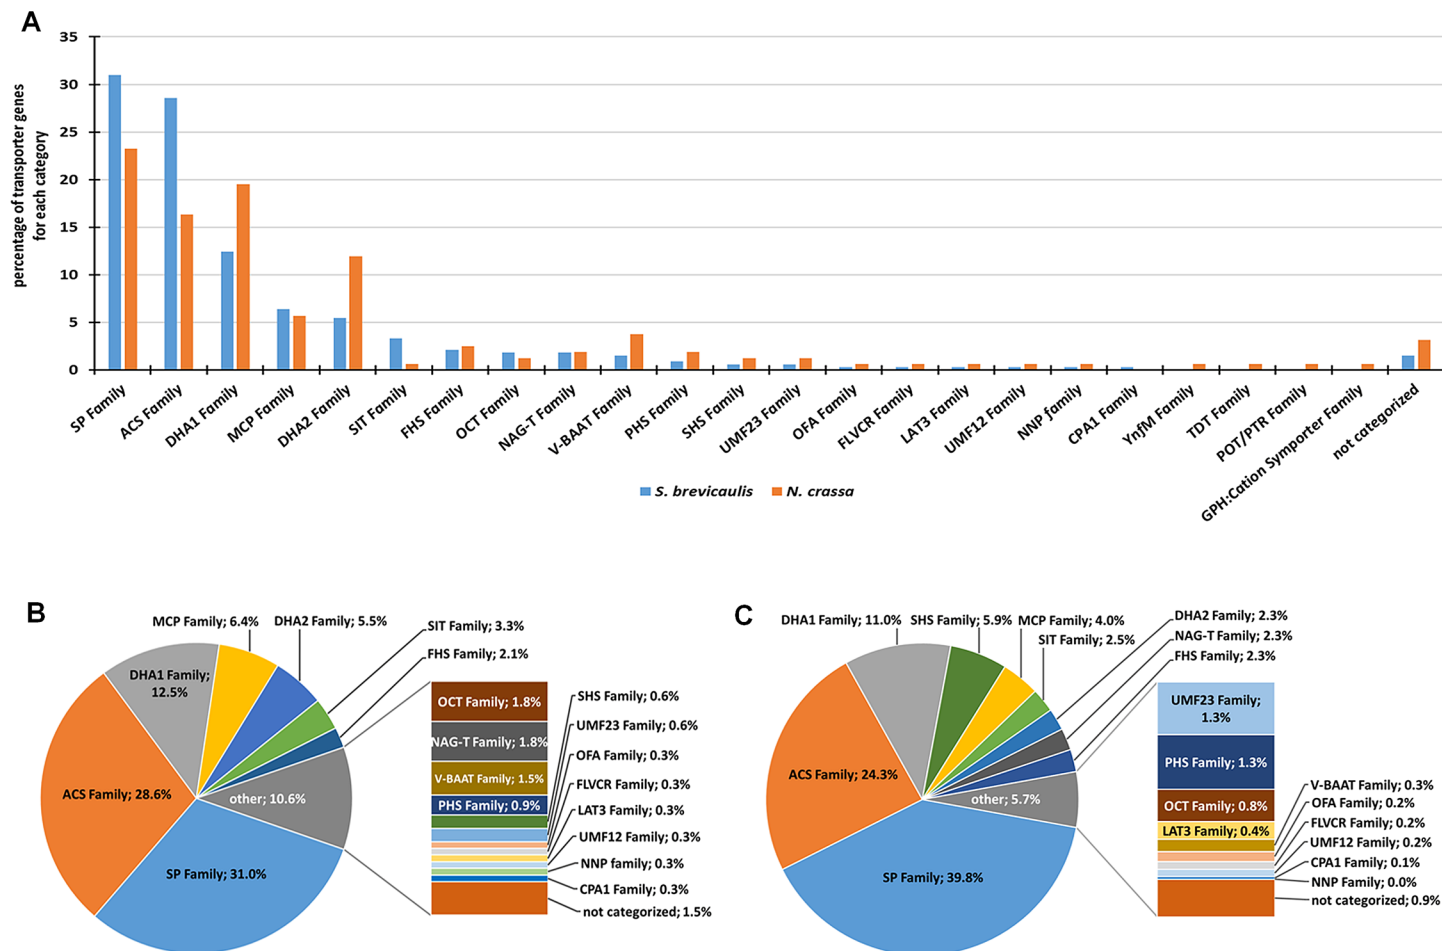 A
percentage of transporter genes
for each category
35
30
25
20
15
10
5
0
SP Family
ACS Family
DHA1 Family
MCP Family
DHA2 Family
SIT Family
FHS Family
OCT Family
NAG-T Family
V-BAAT Family
PHS Family
SHS Family
UMF23 Family
OFA Family
FLVCR Family
LAT3 Family
UMF12 Family
NNP family
CPA1 Family
YnfM Family
TDT Family
POT/PTR Family
GPH:Cation Symporter Family
not categorized
S. brevicaulis
N. crassa
B
MCP Family; 6.4%
DHA2 Family; 5.5%
SIT Family; 3.3%
FHS Family; 2.1%
DHA1 Family;
12.5%
ACS Family; 28.6%
other; 10.6%
SP Family; 31.0%
OCT Family; 1.8%
NAG-T Family; 1.8%
V-BAAT Family; 1.5%
PHS Family; 0.9%
SHS Family; 0.6%
UMF23 Family; 0.6%
OFA Family; 0.3%
FLVCR Family; 0.3%
LAT3 Family; 0.3%
UMF12 Family; 0.3%
NNP family; 0.3%
CPA1 Family; 0.3%
not categorized; 1.5%
C
DHA1 Family; 11.0%
SHS Family; 5.9%
MCP Family; 4.0%
SIT Family; 2.5%
DHA2 Family; 2.3%
NAG-T Family; 2.3%
FHS Family; 2.3%
ACS Family; 24.3%
other; 5.7%
SP Family; 39.8%
UMF23 Family;
1.3%
PHS Family; 1.3%
OCT Family; 0.8%
LAT3 Family; 0.4%
V-BAAT Family; 0.3%
OFA Family; 0.2%
FLVCR Family; 0.2%
UMF12 Family; 0.2%
CPA1 Family; 0.1%
NNP Family; 0.0%
not categorized; 0.9%